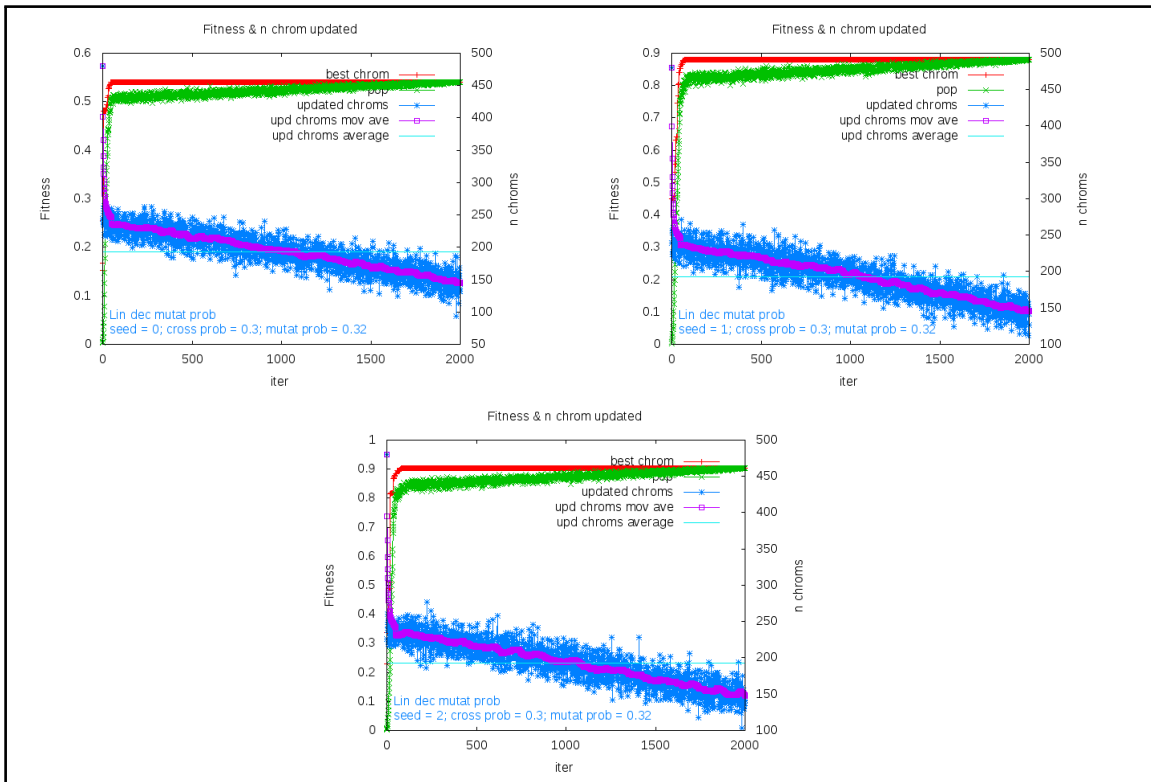 Fitness & n chrom updated
0.6
0.5
0.4
0.3
0.2
0.1
0
Fitness
500
450
400
350
300
250
200
150
100
50
n chroms
best chrom
pop
updated chroms
upd chroms mov ave
upd chroms average
Lin dec mutat prob
seed = 0; cross prob = 0.3; mutat prob = 0.32
0 500 1000 1500 2000
iter
Fitness & n chrom updated
0.9
0.8
0.7
0.6
0.5
0.4
0.3
0.2
0.1
0
Fitness
500
450
400
350
300
250
200
150
100
n chroms
best chrom
pop
updated chroms
upd chroms mov ave
upd chroms average
Lin dec mutat prob
seed = 1; cross prob = 0.3; mutat prob = 0.32
0 500 1000 1500 2000
iter
Fitness & n chrom updated
1
0.9
0.8
0.7
0.6
0.5
0.4
0.3
0.2
0.1
0
Fitness
500
450
400
350
300
250
200
150
100
n chroms
best chrom
pop
updated chroms
upd chroms mov ave
upd chroms average
Lin dec mutat prob
seed = 2; cross prob = 0.3; mutat prob = 0.32
0 500 1000 1500 2000
iter